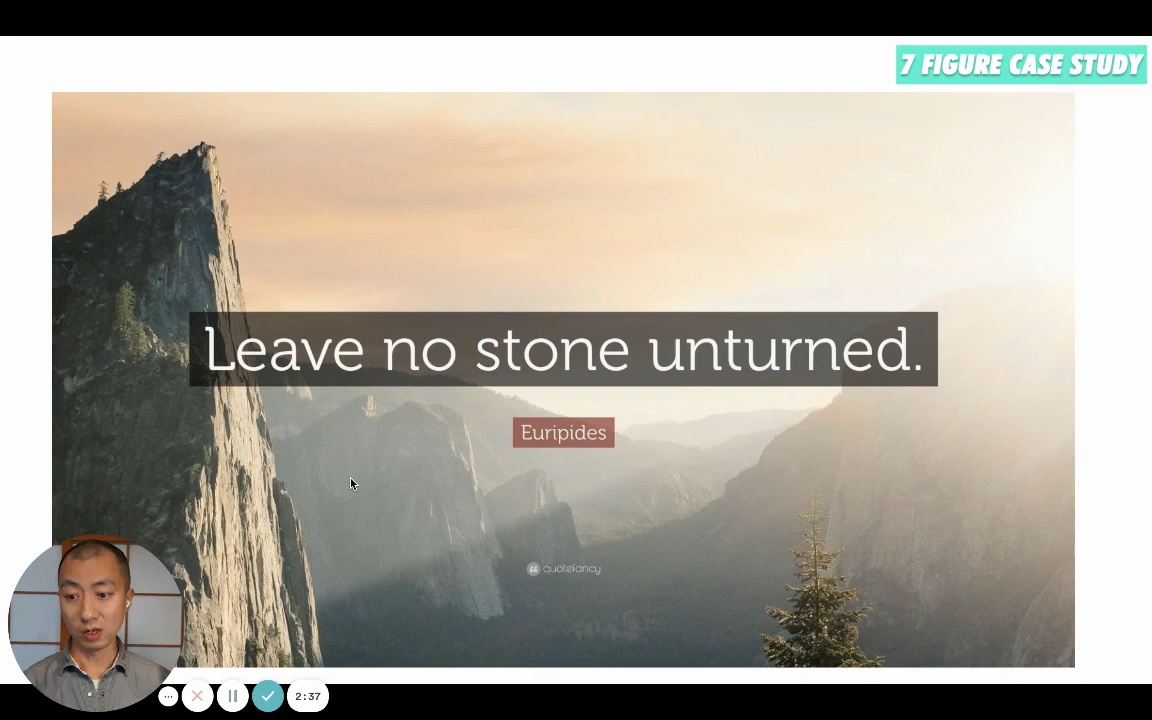 7 FIGURE CASE STUDY
Leave no stone unturned.
Euripides
quotefancy
2:37